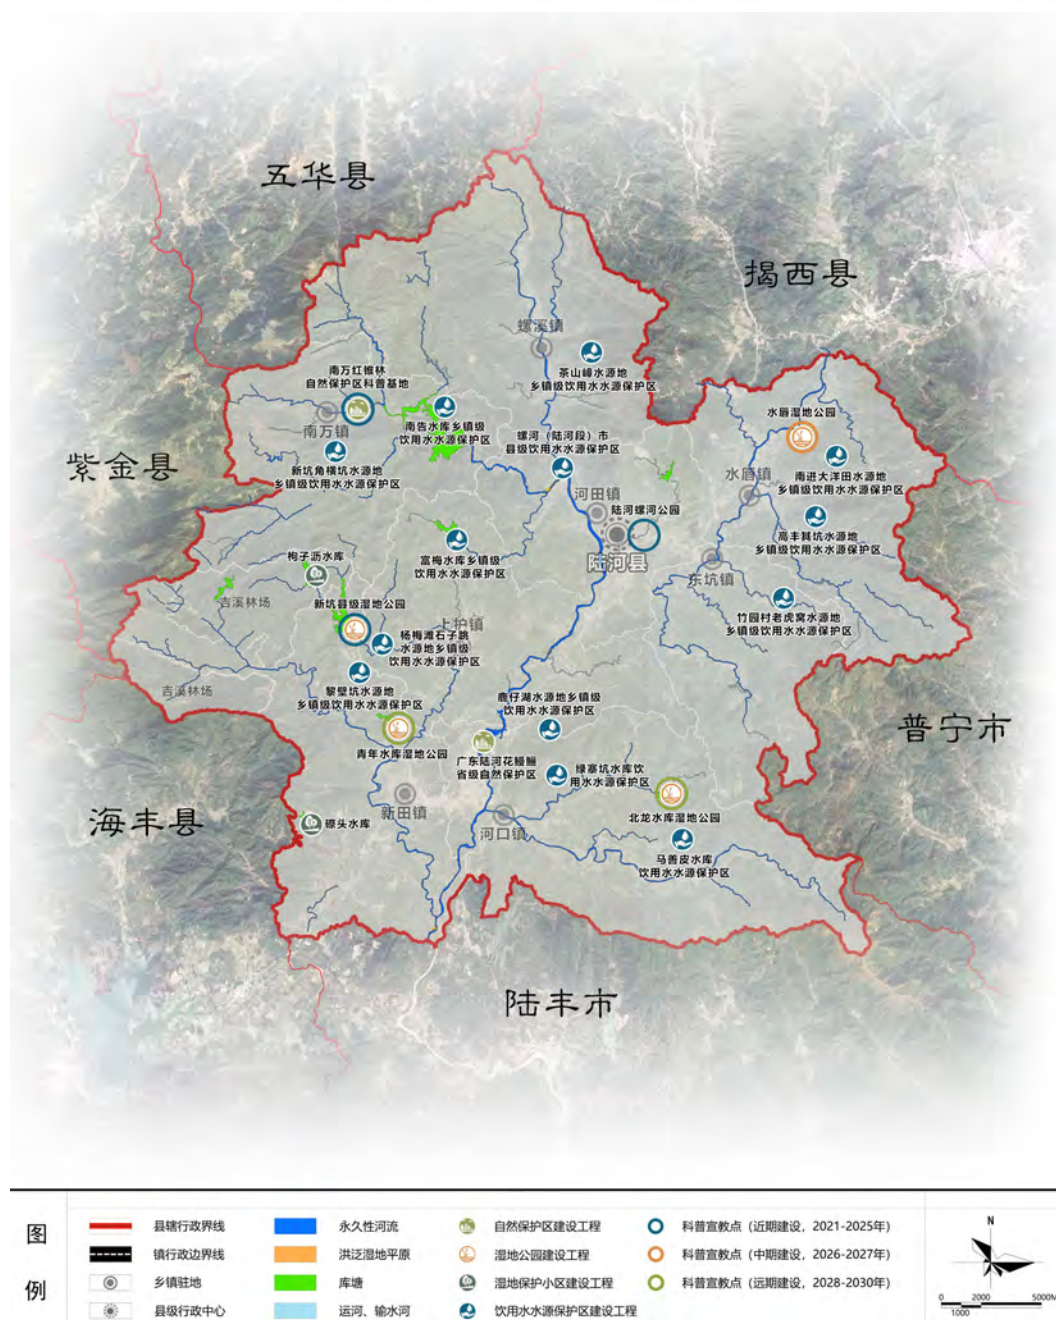 五华县
揭西县
螺溪镇
茶山嶂水源地
乡镇级饮用水水源保护区
南万红锥林
自然保护区科普基地
南万镇
南告水库乡镇级
饮用水水源保护区
螺河（陆河段）市
县级饮用水水源保护区
水唇湿地公园
紫金县
新坑角横坑水源地
乡镇级饮用水水源保护区
水唇镇
南进大洋田水源地
乡镇级饮用水水源保护区
河田镇
陆河螺河公园
陆河县
高丰其坑水源地
乡镇级饮用水水源保护区
富梅水库乡镇级
饮用水水源保护区
枸子沥水库
东坑镇
吉溪林场
新坑县级湿地公园
上护镇
竹园村老虎窝水源地
乡镇级饮用水水源保护区
杨梅滩石子跳
水源地乡镇级
饮用水水源保护区
吉溪林场
黎壁坑水源地
乡镇级饮用水水源保护区
鹿仔湖水源地乡镇级
饮用水水源保护区
普宁市
青年水库湿地公园
广东陆河花鳗鲡
省级自然保护区
绿寨坑水库饮
用水水源保护区
海丰县
新田镇
河口镇
北龙水库湿地公园
磜头水库
马善皮水库
饮用水水源保护区
陆丰市
图
例
县辖行政界线
镇行政边界线
乡镇驻地
县级行政中心
永久性河流
洪泛湿地平原
库塘
运河、输水河
自然保护区建设工程
湿地公园建设工程
湿地保护小区建设工程
饮用水水源保护区建设工程
科普宣教点（近期建设，2021-2025年）
科普宣教点（中期建设，2026-2027年）
科普宣教点（远期建设，2028-2030年）
N
0 2000 5000M
1000